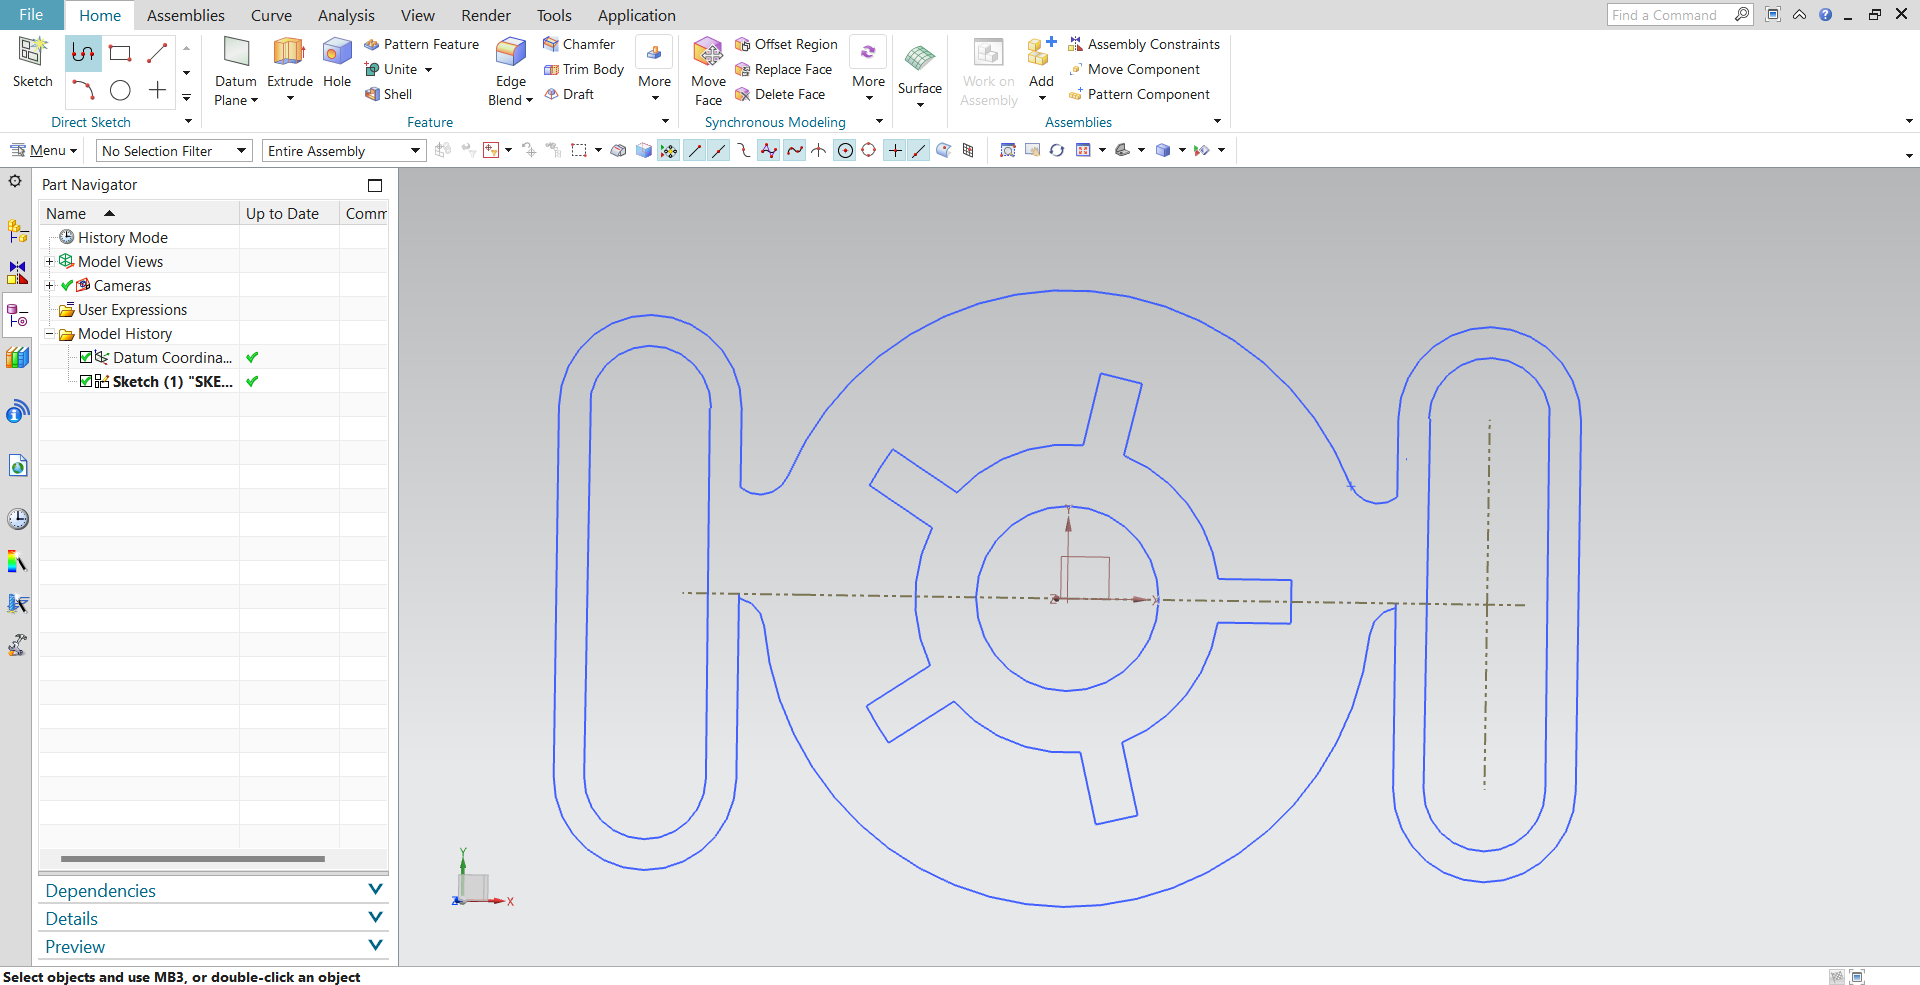 File Home Assemblies Curve Analysis View Render Tools Application Find a Command
Sketch
Datum Plane
Extrude
Hole
Pattern Feature
Unite
Shell
Edge Blend
Chamfer
Trim Body
Draft
More
Move Face
Offset Region
Replace Face
Delete Face
More
Surface
Work on Assembly
Add
Assembly Constraints
Move Component
Pattern Component
Direct Sketch Feature Synchronous Modeling Assemblies
Menu No Selection Filter Entire Assembly
Part Navigator
Name Up to Date Comm
History Mode
Model Views
Cameras
User Expressions
Model History
Datum Coordina...
Sketch (1) "SKE...
Dependencies
Details
Preview
Y
X
Z
Y
Z X
Select objects and use MB3, or double-click an object